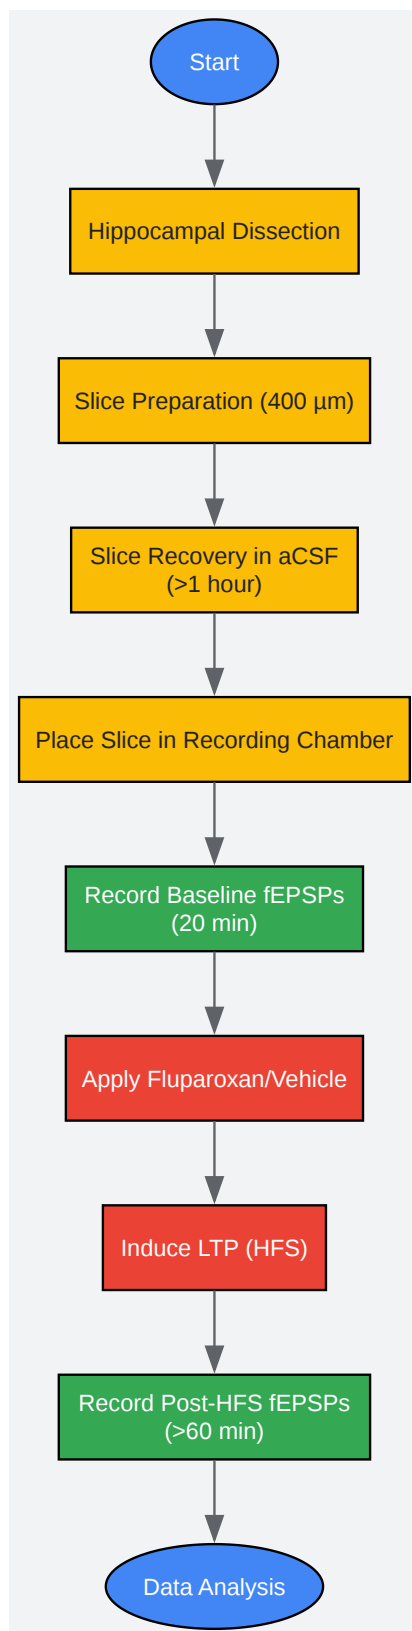 Start
Hippocampal Dissection
Slice Preparation (400 µm)
Slice Recovery in aCSF
(>1 hour)
Place Slice in Recording Chamber
Record Baseline fEPSPs
(20 min)
Apply Fluparoxan/Vehicle
Induce LTP (HFS)
Record Post-HFS fEPSPs
(>60 min)
Data Analysis